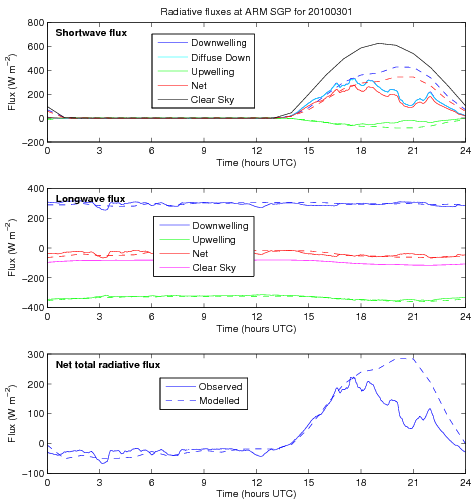 Radiative fluxes at ARM SGP for 20100301
Shortwave flux
Downwelling
Diffuse Down
Upwelling
Net
Clear Sky
Flux (W m−2)
800
600
400
200
0
−200
0 3 6 9 12 15 18 21 24
Time (hours UTC)
Longwave flux
Downwelling
Upwelling
Net
Clear Sky
Flux (W m−2)
400
200
0
−200
−400
0 3 6 9 12 15 18 21 24
Time (hours UTC)
Net total radiative flux
Observed
Modelled
Flux (W m−2)
300
200
100
0
−100
0 3 6 9 12 15 18 21 24
Time (hours UTC)